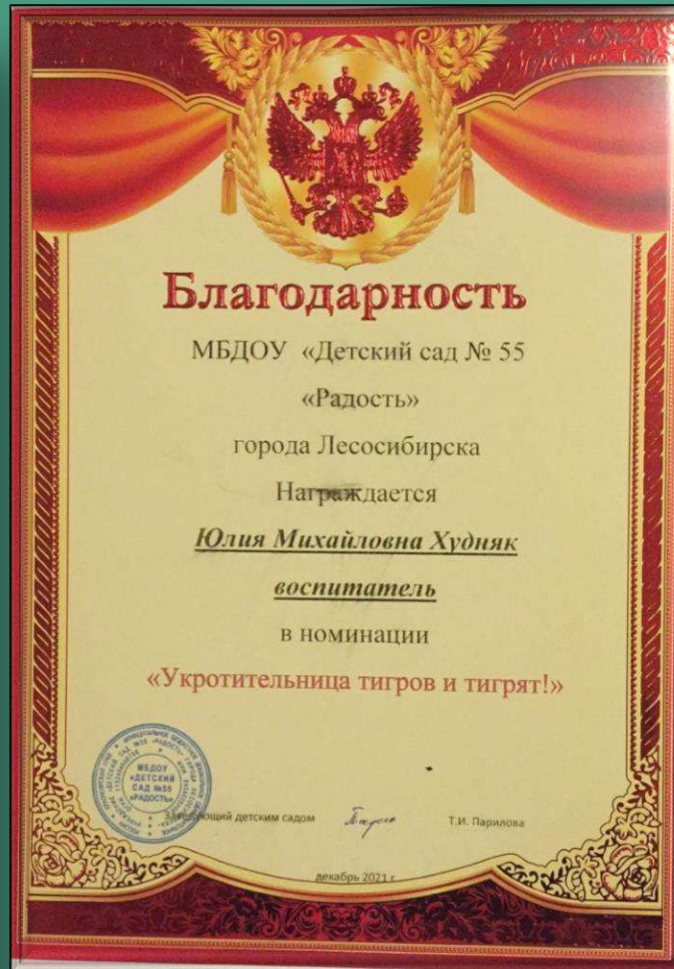 Благодарность
МБДОУ «Детский сад № 55
«Радость»
города Лесосибирска
Награждается
Юлия Михайловна Худняк
воспитатель
в номинации
«Укротительница тигров и тигрят!»
МБДОУ
«ДЕТСКИЙ
САД №55
«РАДОСТЬ»
Заведующий детским садом Т.И. Парилова
декабрь 2021 г